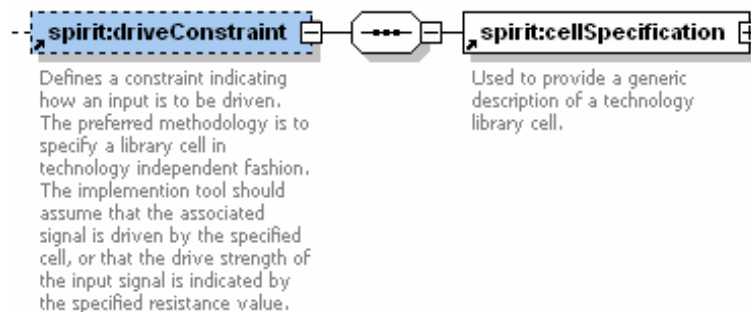 spirit:driveConstraint
spirit:cellSpecification
Defines a constraint indicating
how an input is to be driven.
The preferred methodology is to
specify a library cell in
technology independent fashion.
The implemention tool should
assume that the associated
signal is driven by the specified
cell, or that the drive strength of
the input signal is indicated by
the specified resistance value.
Used to provide a generic
description of a technology
library cell.